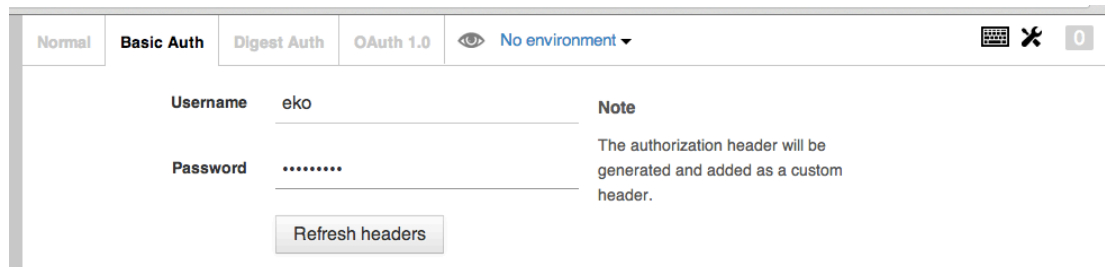 Normal Basic Auth Digest Auth OAuth 1.0 No environment 0
Username eko
Note
The authorization header will be
Password ••••••••• generated and added as a custom
header.
Refresh headers